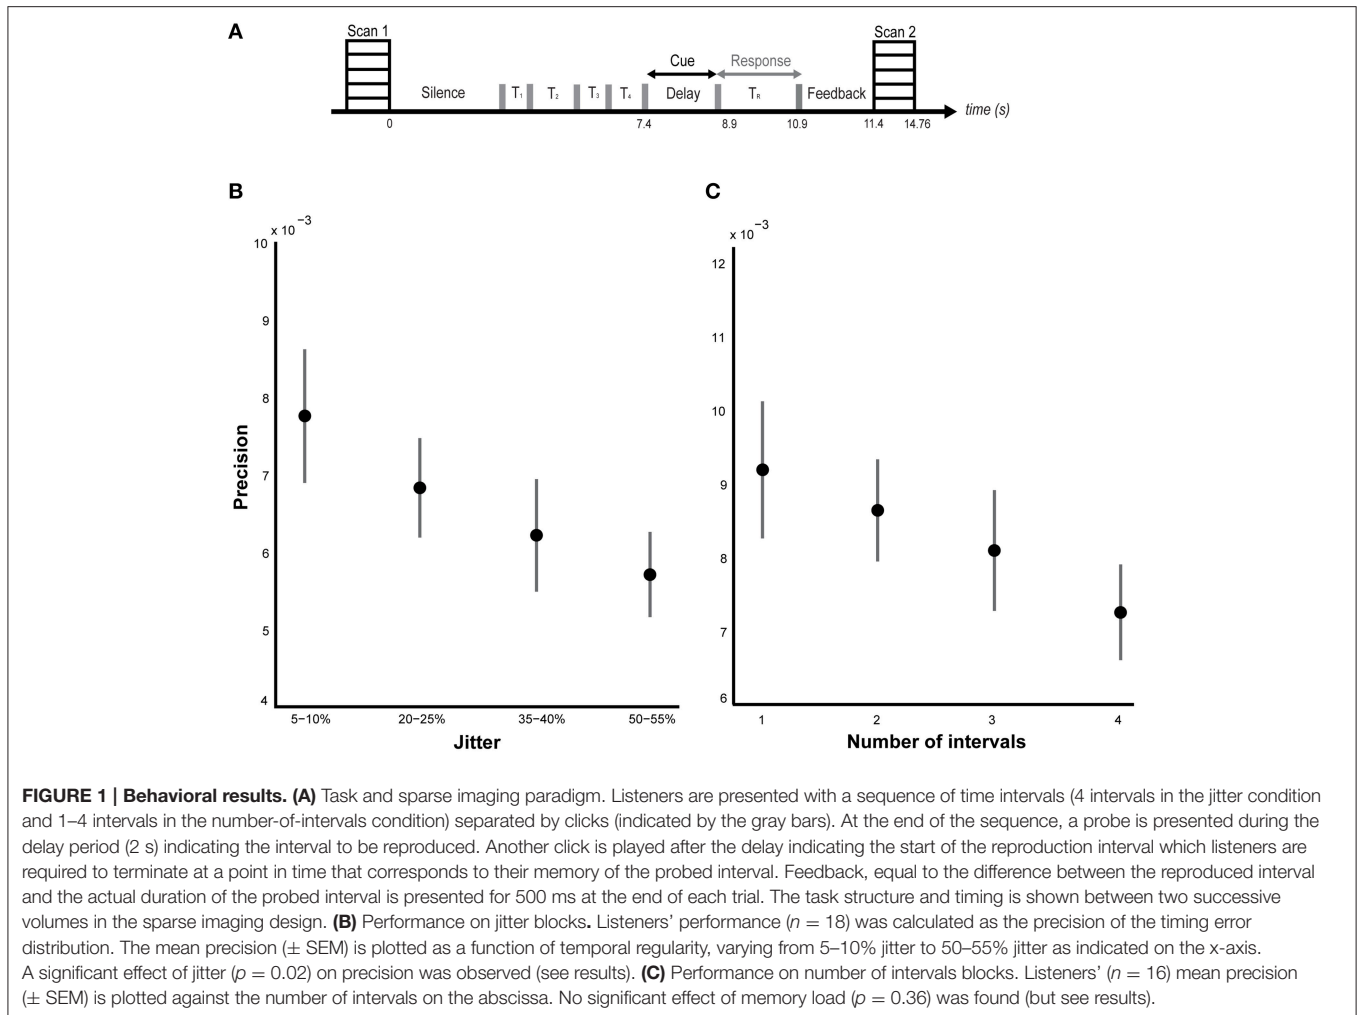 A
Scan 1
Scan 2
Cue
Response
Silence
T1
T2
T3
T4
Delay
TR
Feedback
time (s)
0
7.4
8.9
10.9
11.4
14.76
B
x 10 −3
10
9
8
7
6
5
4
Precision
5−10%
20−25%
35−40%
50−55%
Jitter
C
x 10 −3
12
11
10
9
8
7
6
1
2
3
4
Number of intervals
FIGURE 1 | Behavioral results. (A) Task and sparse imaging paradigm. Listeners are presented with a sequence of time intervals (4 intervals in the jitter condition
and 1–4 intervals in the number-of-intervals condition) separated by clicks (indicated by the gray bars). At the end of the sequence, a probe is presented during the
delay period (2 s) indicating the interval to be reproduced. Another click is played after the delay indicating the start of the reproduction interval which listeners are
required to terminate at a point in time that corresponds to their memory of the probed interval. Feedback, equal to the difference between the reproduced interval
and the actual duration of the probed interval is presented for 500 ms at the end of each trial. The task structure and timing is shown between two successive
volumes in the sparse imaging design. (B) Performance on jitter blocks. Listeners' performance (n = 18) was calculated as the precision of the timing error
distribution. The mean precision (± SEM) is plotted as a function of temporal regularity, varying from 5–10% jitter to 50–55% jitter as indicated on the x-axis.
A significant effect of jitter (p = 0.02) on precision was observed (see results). (C) Performance on number of intervals blocks. Listeners' (n = 16) mean precision
(± SEM) is plotted against the number of intervals on the abscissa. No significant effect of memory load (p = 0.36) was found (but see results).